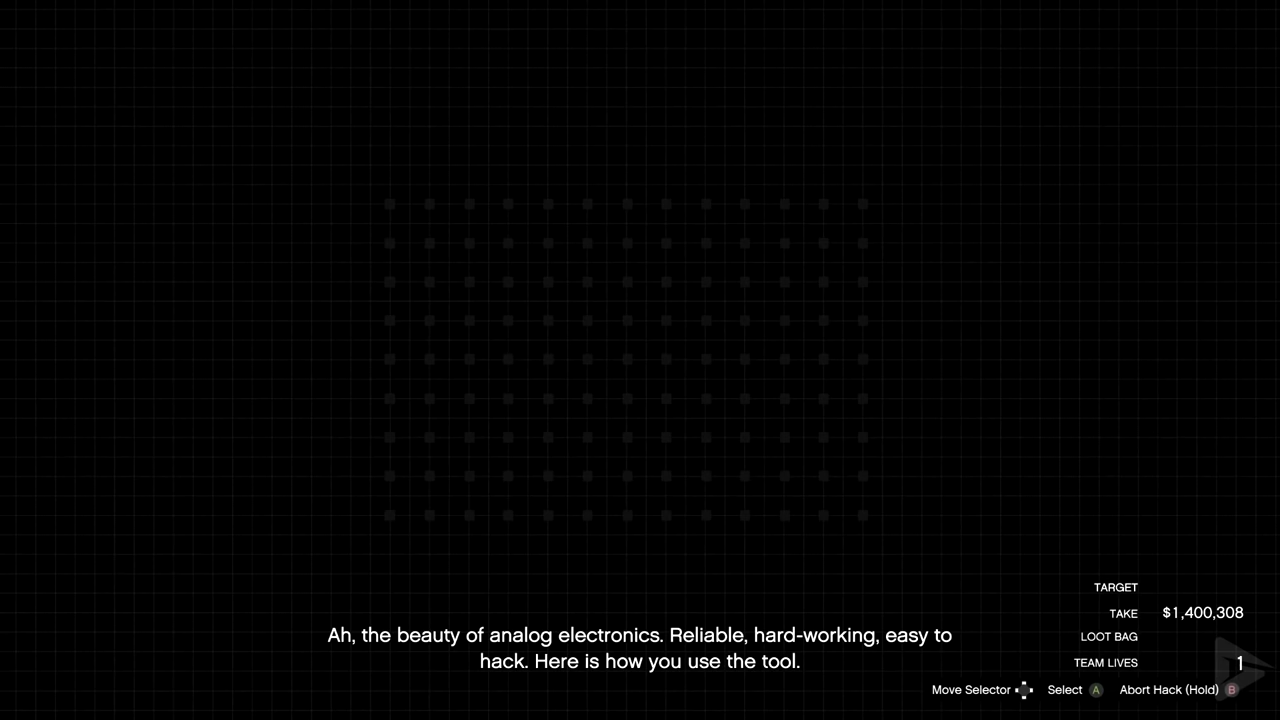 TARGET
TAKE $1,400,308
Ah, the beauty of analog electronics. Reliable, hard-working, easy to
hack. Here is how you use the tool.
LOOT BAG
TEAM LIVES 1
Move Selector Select A Abort Hack (Hold) B